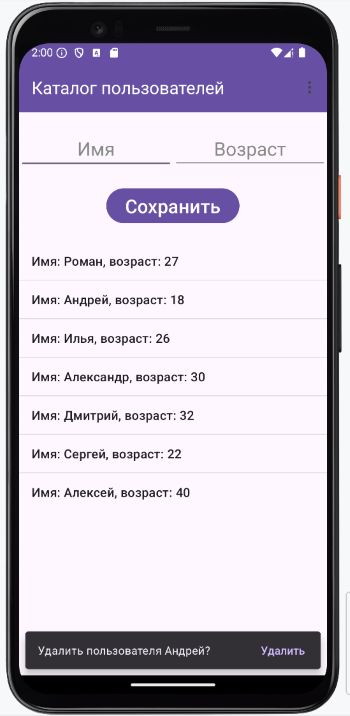 2:00
Каталог пользователей
Имя Возраст
Сохранить
Имя: Роман, возраст: 27
Имя: Андрей, возраст: 18
Имя: Илья, возраст: 26
Имя: Александр, возраст: 30
Имя: Дмитрий, возраст: 32
Имя: Сергей, возраст: 22
Имя: Алексей, возраст: 40
Удалить пользователя Андрей? Удалить